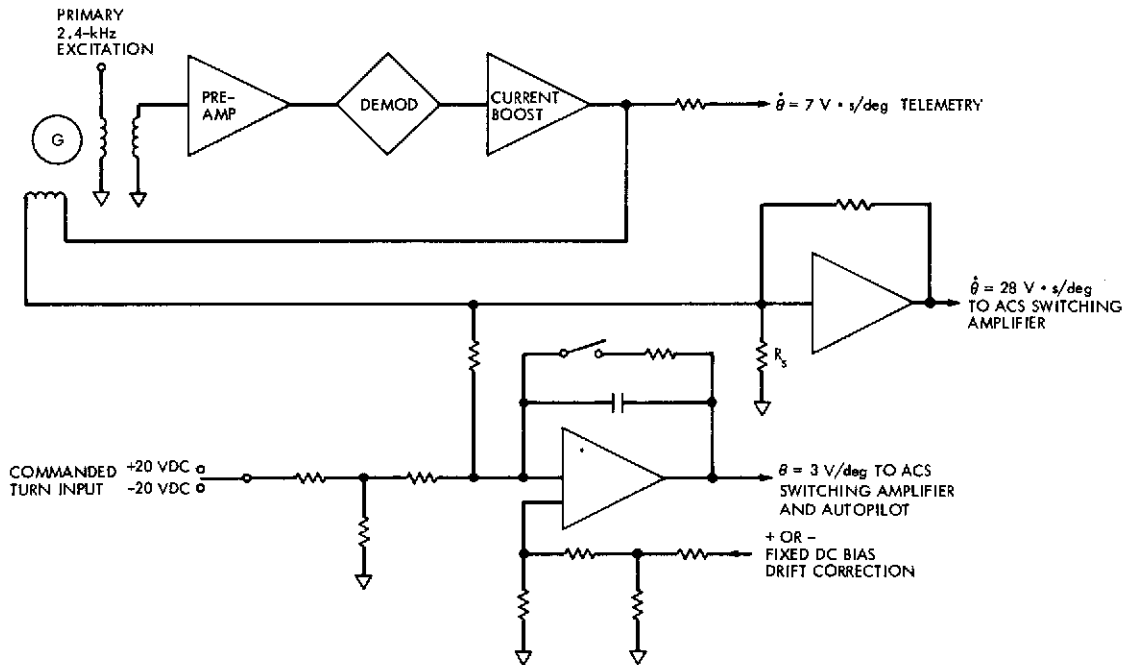 PRIMARY
2.4-kHz
EXCITATION
PRE-
AMP
DEMOD
CURRENT
BOOST
θ̇ = 7 V • s/deg TELEMETRY
G
θ̇ = 28 V • s/deg
TO ACS SWITCHING
AMPLIFIER
Rs
COMMANDED
TURN INPUT
+20 VDC
-20 VDC
θ = 3 V/deg TO ACS
SWITCHING AMPLIFIER
AND AUTOPILOT
+ OR -
FIXED DC BIAS
DRIFT CORRECTION